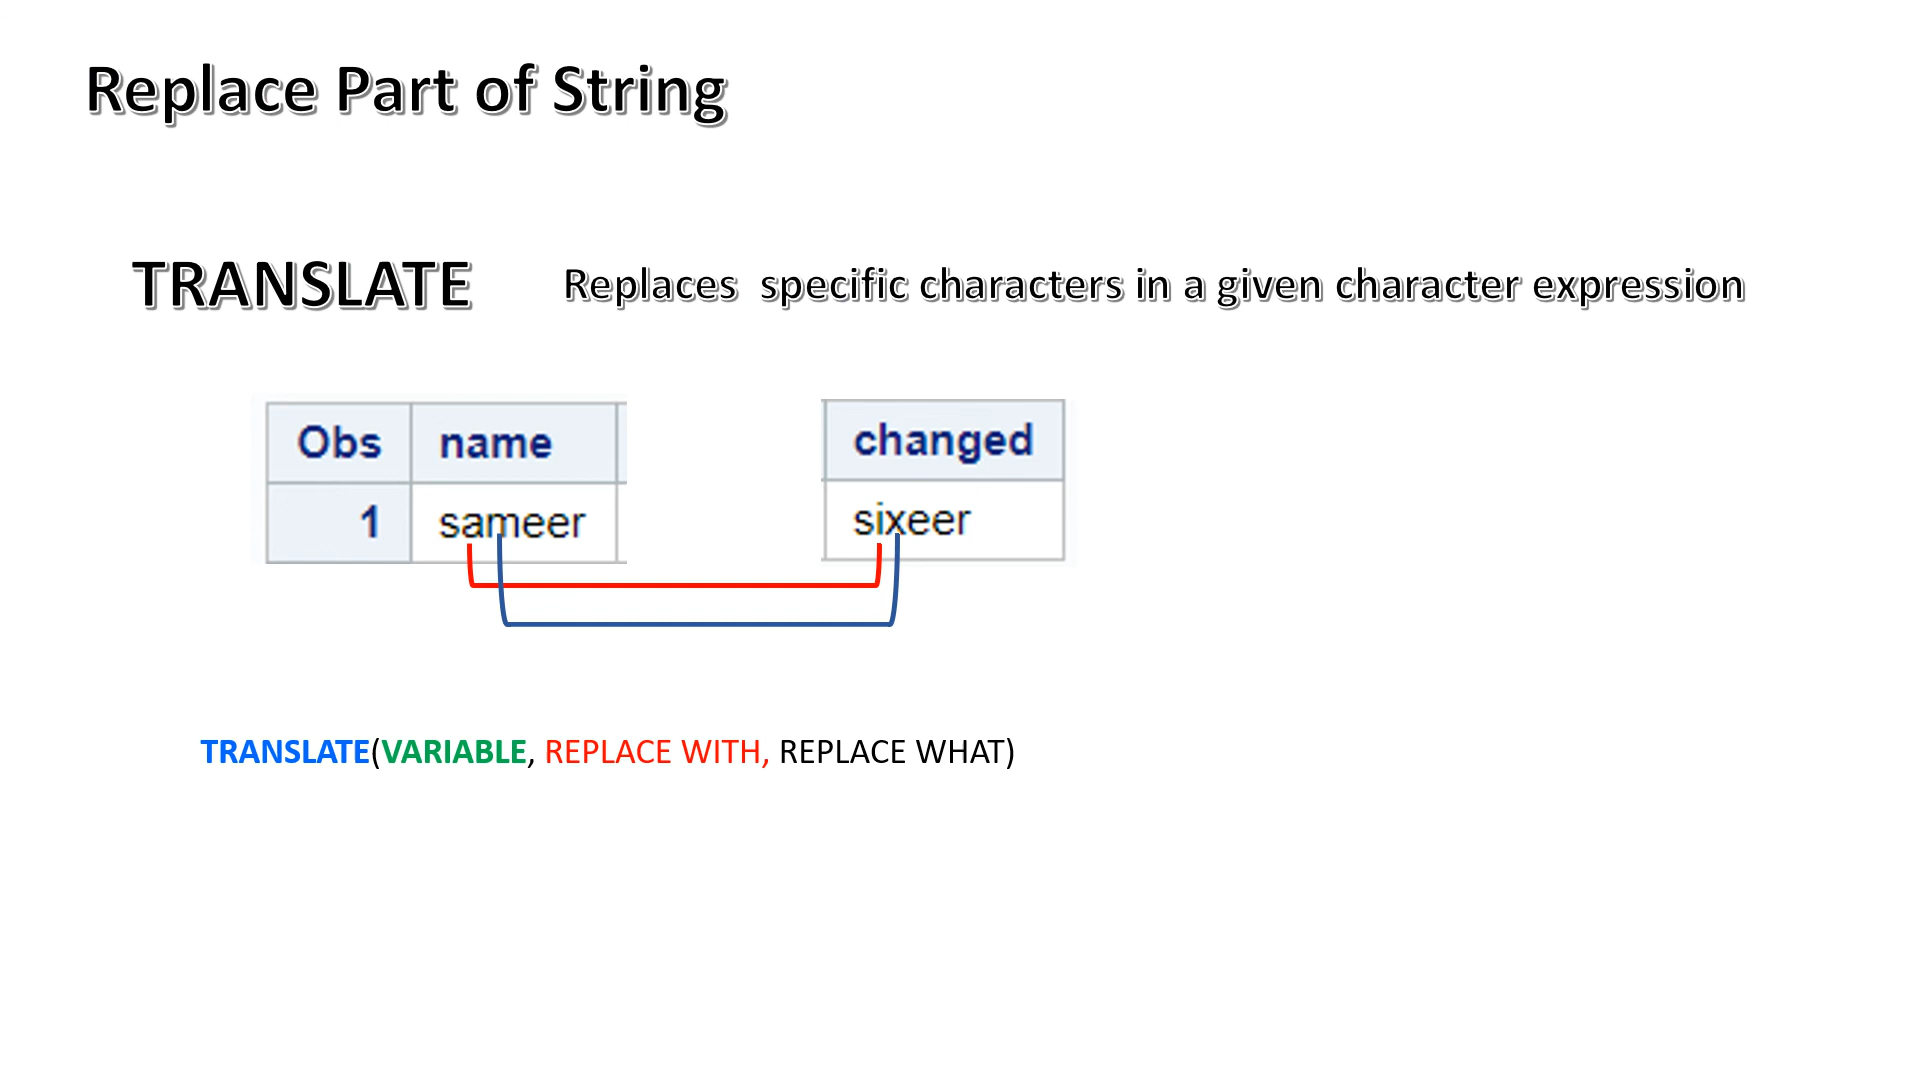 Replace Part of String
TRANSLATE Replaces specific characters in a given character expression
Obs name changed
1 sameer sixeer
TRANSLATE(VARIABLE, REPLACE WITH, REPLACE WHAT)